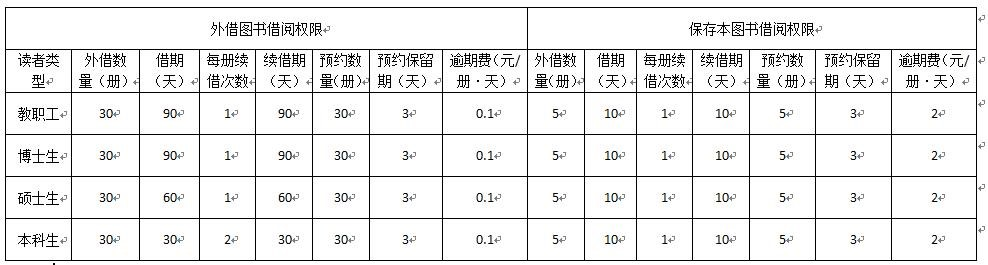 外借图书借阅权限 保存本图书借阅权限
读者类型 外借数量（册） 借期（天） 每册续借次数 续借期（天） 预约数量（册） 预约保留期（天） 逾期费（元/册·天） 外借数量（册） 借期（天） 每册续借次数 续借期（天） 预约数量（册） 预约保留期（天） 逾期费（元/册·天）
教职工 30 90 1 90 30 3 0.1 5 10 1 10 5 3 2
博士生 30 90 1 90 30 3 0.1 5 10 1 10 5 3 2
硕士生 30 60 1 60 30 3 0.1 5 10 1 10 5 3 2
本科生 30 30 2 30 30 3 0.1 5 10 1 10 5 3 2